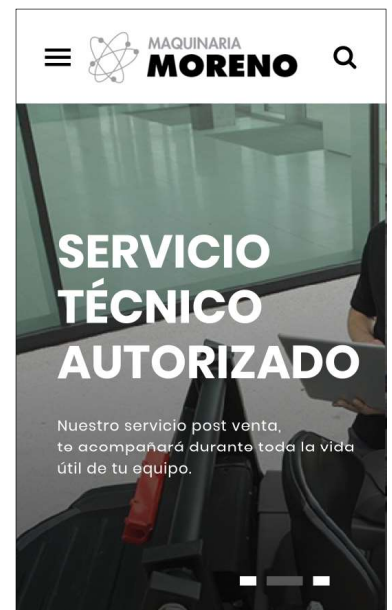 MAQUINARIA
MORENO
SERVICIO
TÉCNICO
AUTORIZADO
Nuestro servicio post venta,
te acompañará durante toda la vida
útil de tu equipo.